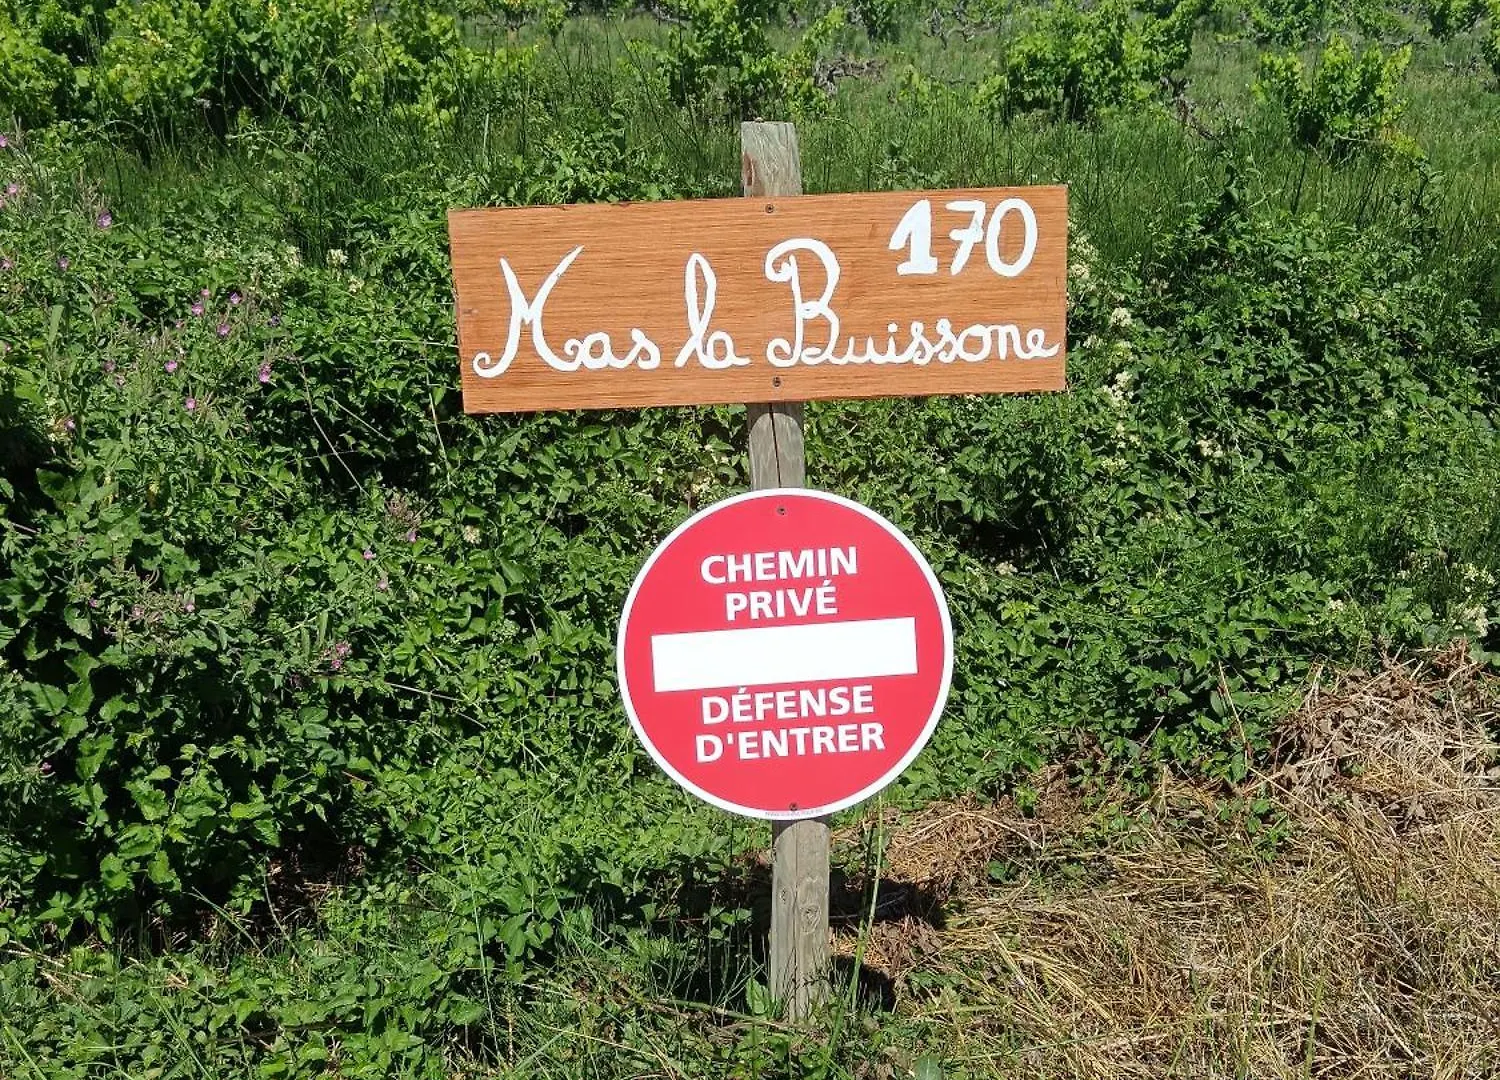 170
Mas la Buissone
CHEMIN
PRIVÉ
DÉFENSE
D'ENTRER